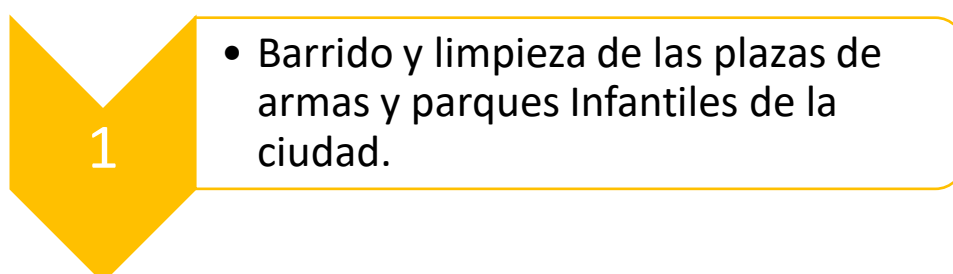 1
• Barrido y limpieza de las plazas de
armas y parques Infantiles de la
ciudad.